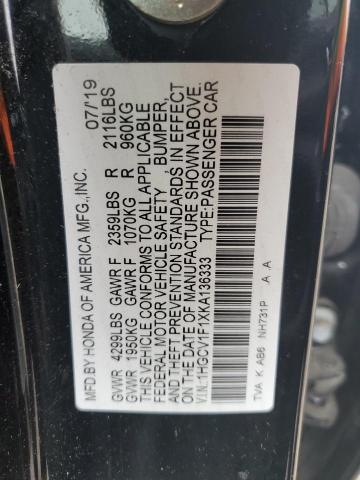 MFD.BY HONDA OF AMERICA MFG.,INC. 07/'19
GVWR 4299LBS GAWR F 2359LBS R 2116LBS
GVWR 1950KG GAWR F 1070KG R 960KG
THIS VEHICLE CONFORMS TO ALL APPLICABLE
FEDERAL MOTOR VEHICLE SAFETY BUMPER,
AND THEFT PREVENTION STANDARDS IN EFFECT
ON THE DATE OF MANUFACTURE SHOWN ABOVE.
V.I.N.:1HGCV1F1XKA136333 TYPE:PASSENGER CAR
TVA K A86 NH731P A .A